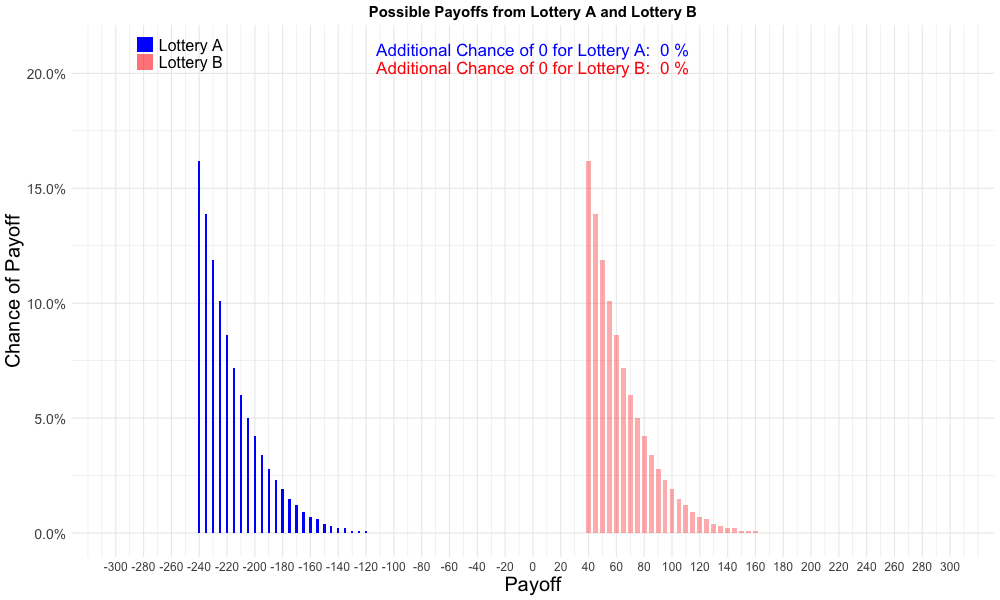 Possible Payoffs from Lottery A and Lottery B
Lottery A
Lottery B
Additional Chance of 0 for Lottery A: 0 %
Additional Chance of 0 for Lottery B: 0 %
20.0%
15.0%
10.0%
5.0%
0.0%
Chance of Payoff
-300 -280 -260 -240 -220 -200 -180 -160 -140 -120 -100 -80 -60 -40 -20 0 20 40 60 80 100 120 140 160 180 200 220 240 260 280 300
Payoff